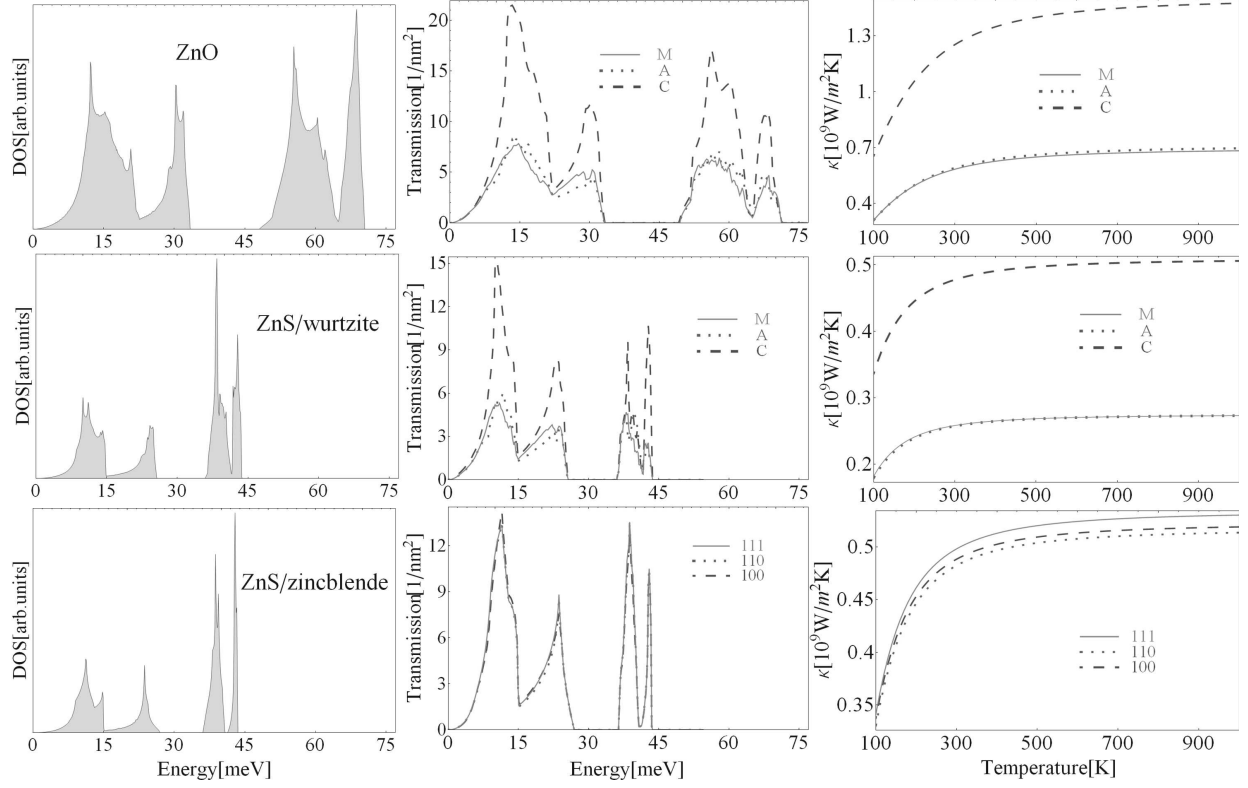 DOS[arb.units]
ZnO
0 15 30 45 60 75
Transmission[1/nm²]
20
15
10
5
0
M
A
C
0 15 30 45 60 75
κ[10⁹W/m²K]
1.3
1.
0.7
0.4
M
A
C
100 300 500 700 900
DOS[arb.units]
ZnS/wurtzite
0 15 30 45 60 75
Transmission[1/nm²]
15
12
9
6
3
0
M
A
C
0 15 30 45 60 75
κ[10⁹W/m²K]
0.5
0.4
0.3
0.2
M
A
C
100 300 500 700 900
DOS[arb.units]
ZnS/zincblende
0 15 30 45 60 75
Energy[meV]
Transmission[1/nm²]
12
9
6
3
0
111
110
100
0 15 30 45 60 75
Energy[meV]
κ[10⁹W/m²K]
0.5
0.45
0.4
0.35
111
110
100
100 300 500 700 900
Temperature[K]